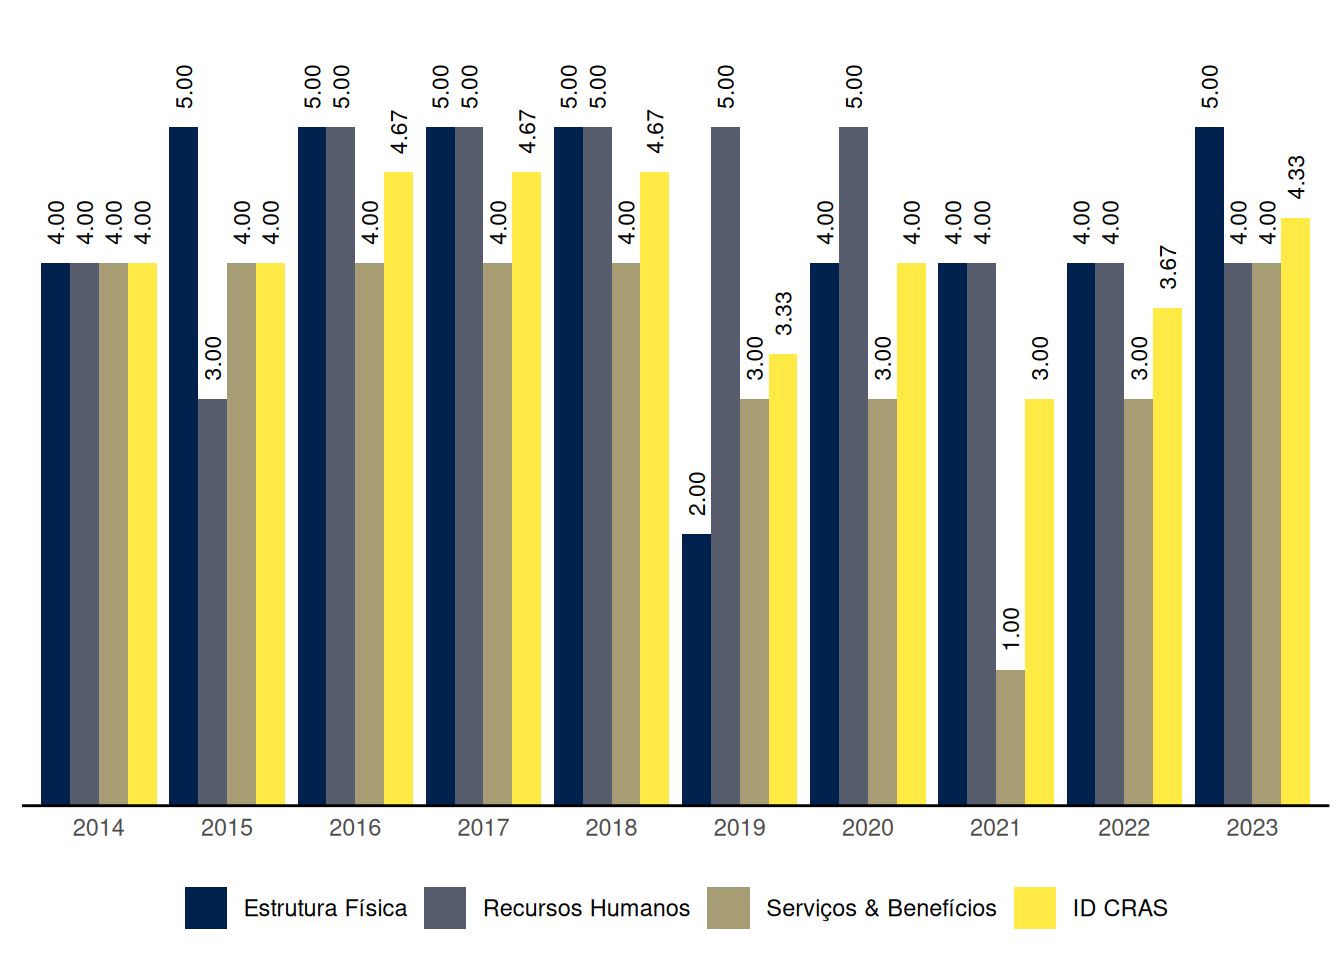 4.00 4.00 4.00 4.00
5.00 3.00 4.00 4.00
5.00 5.00 4.00 4.67
5.00 5.00 4.00 4.67
5.00 5.00 4.00 4.67
2.00 5.00 3.00 3.33
4.00 5.00 3.00 4.00
4.00 4.00 1.00 3.00
4.00 4.00 3.00 3.67
5.00 4.00 4.00 4.33
2014 2015 2016 2017 2018 2019 2020 2021 2022 2023
Estrutura Física Recursos Humanos Serviços & Benefícios ID CRAS